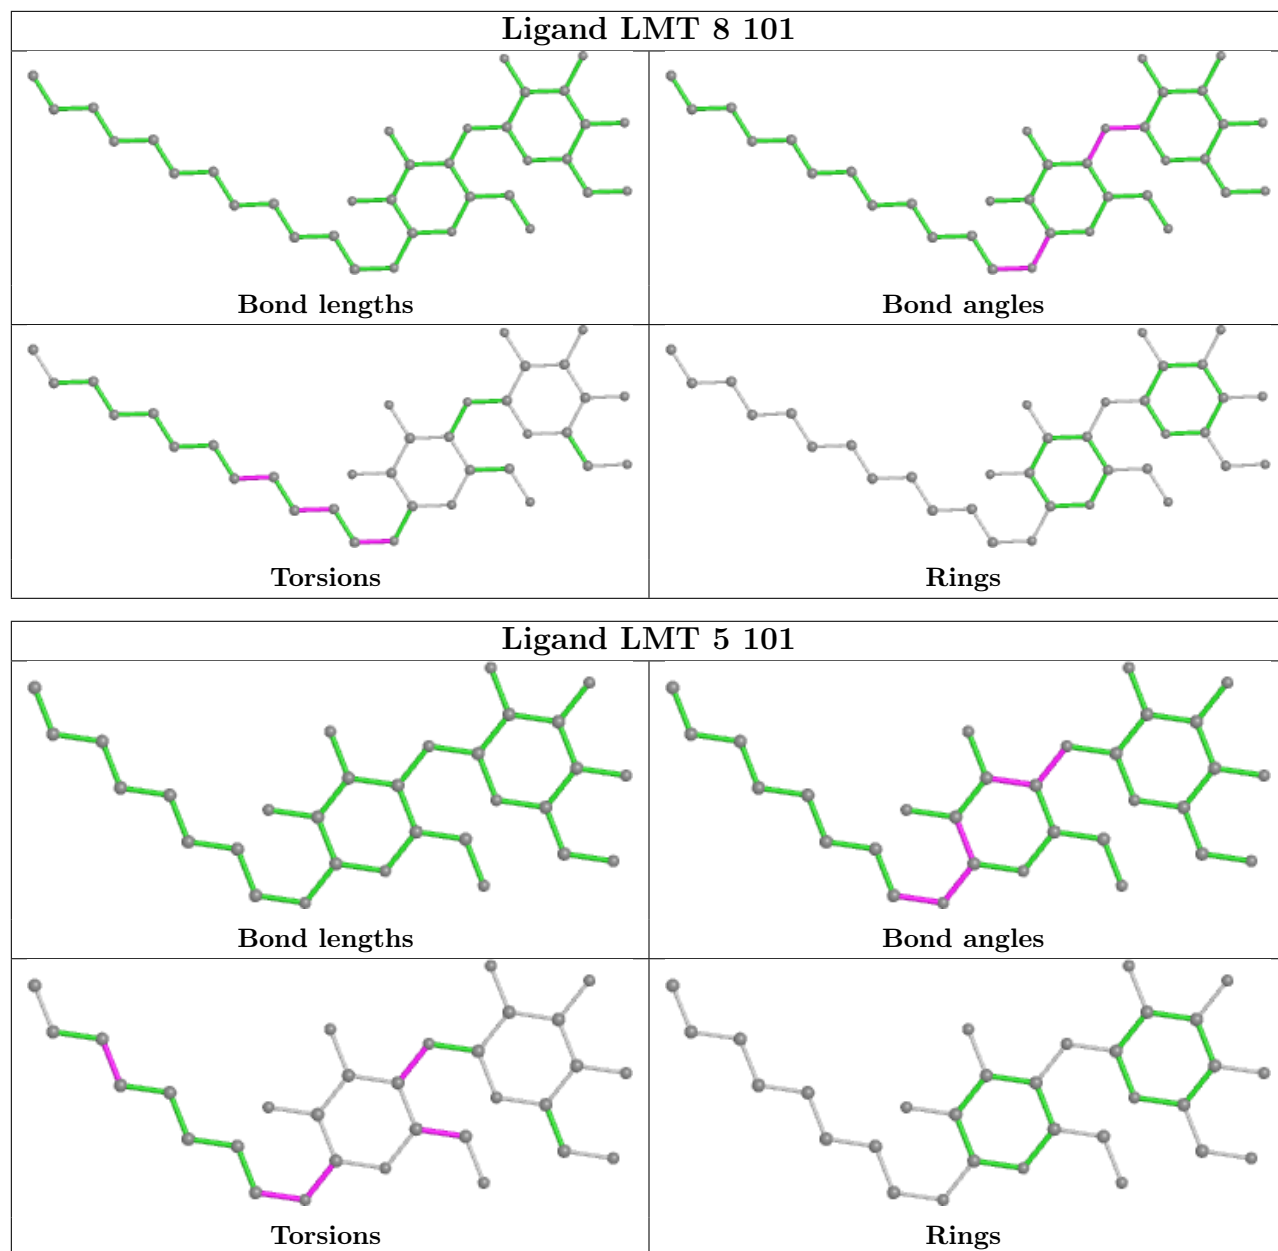 Ligand LMT 8 101
Bond lengths
Bond angles
Torsions
Rings
Ligand LMT 5 101
Bond lengths
Bond angles
Torsions
Rings